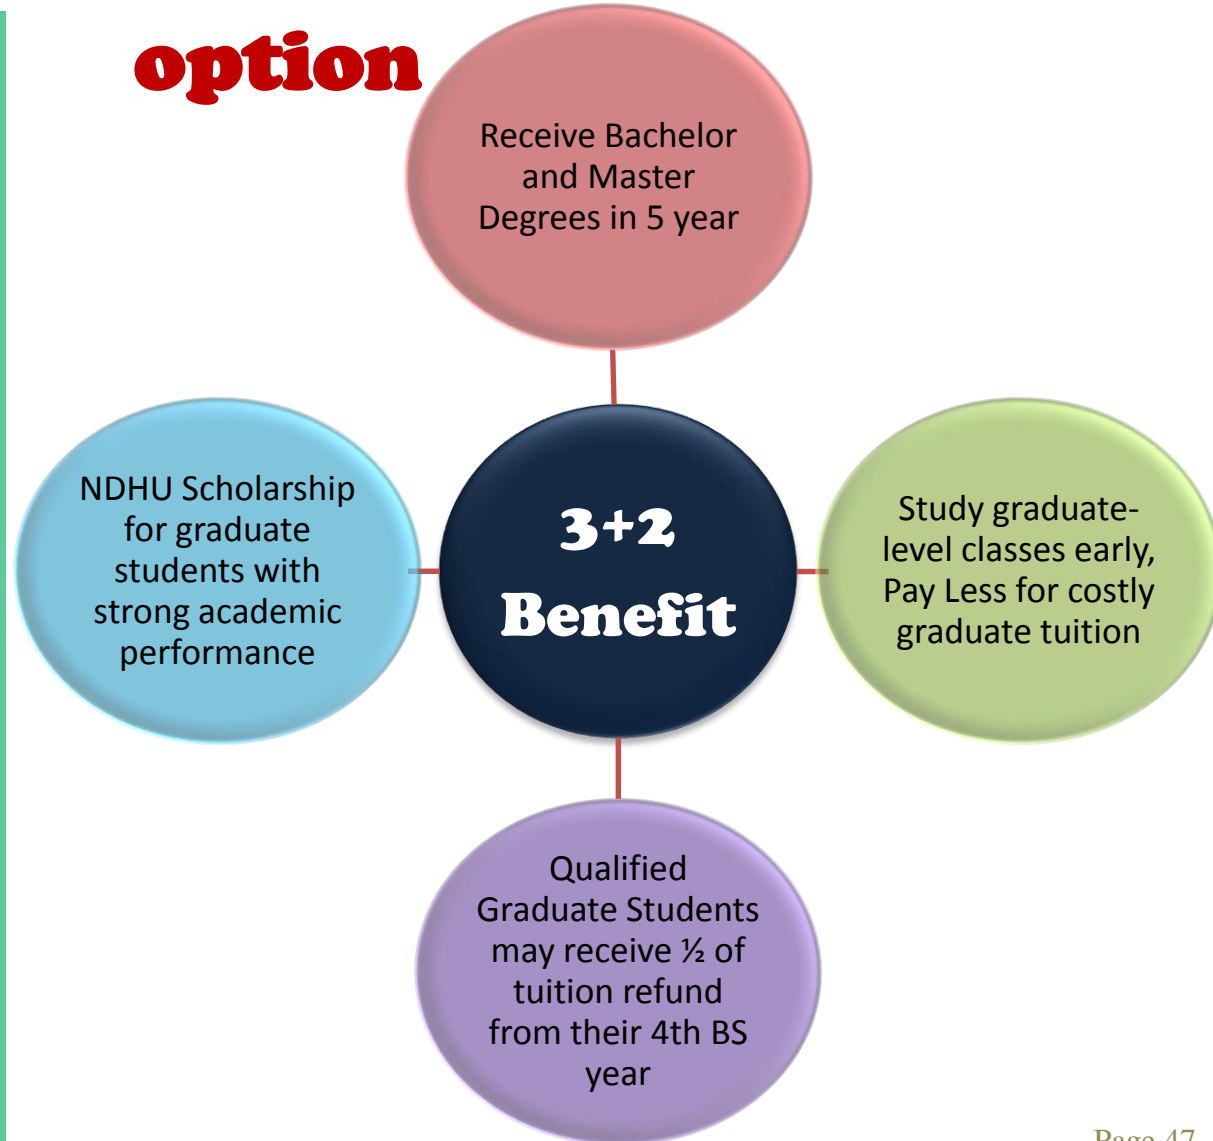 option
Receive Bachelor
and Master
Degrees in 5 year
NDHU Scholarship
for graduate
students with
strong academic
performance
3+2
Benefit
Study graduate-
level classes early,
Pay Less for costly
graduate tuition
Qualified
Graduate Students
may receive ½ of
tuition refund
from their 4th BS
year
Page 47